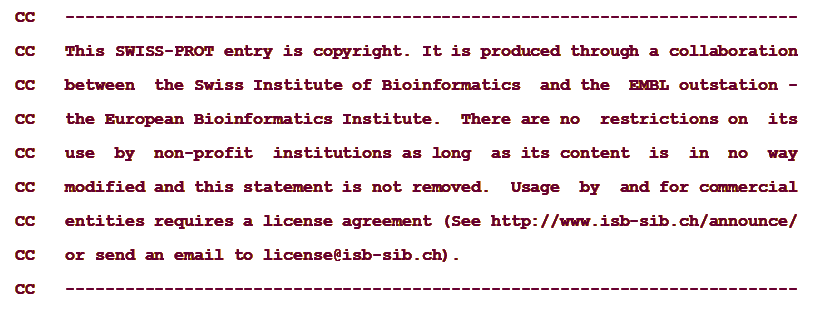 CC   --------------------------------------------------------------------------
CC   This SWISS-PROT entry is copyright. It is produced through a collaboration
CC   between  the Swiss Institute of Bioinformatics  and the  EMBL outstation -
CC   the European Bioinformatics Institute.  There are no  restrictions on  its
CC   use  by  non-profit  institutions as long  as its content  is  in  no  way
CC   modified and this statement is not removed.  Usage  by  and for commercial
CC   entities requires a license agreement (See http://www.isb-sib.ch/announce/
CC   or send an email to license@isb-sib.ch).
CC   --------------------------------------------------------------------------